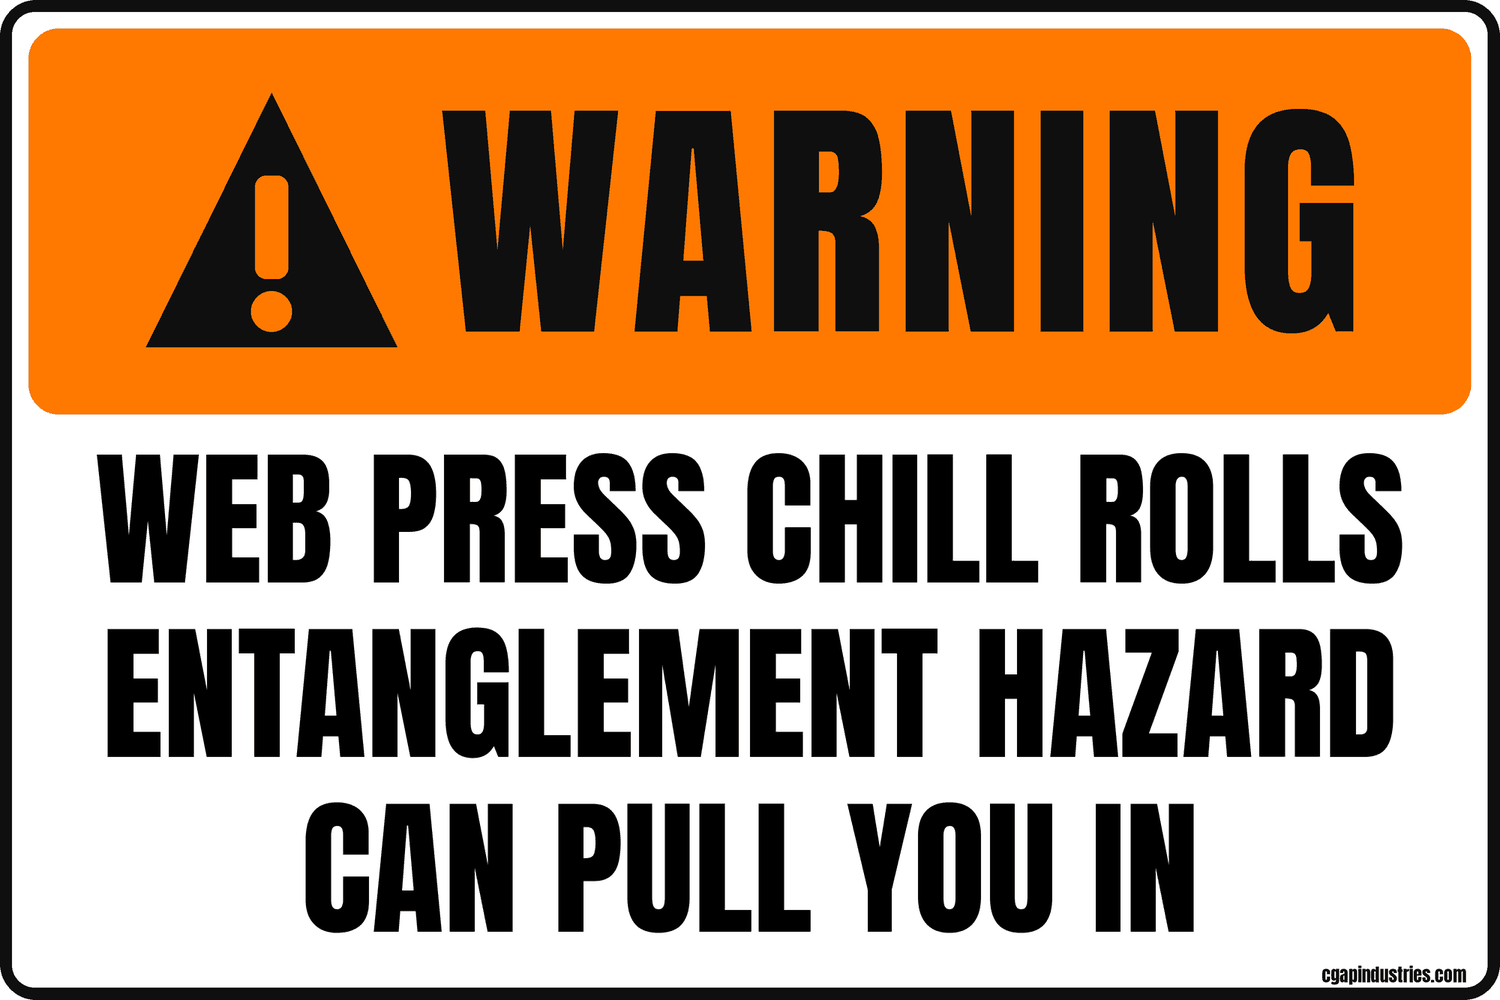 WARNING
WEB PRESS CHILL ROLLS
ENTANGLEMENT HAZARD
CAN PULL YOU IN
cgapindustries.com